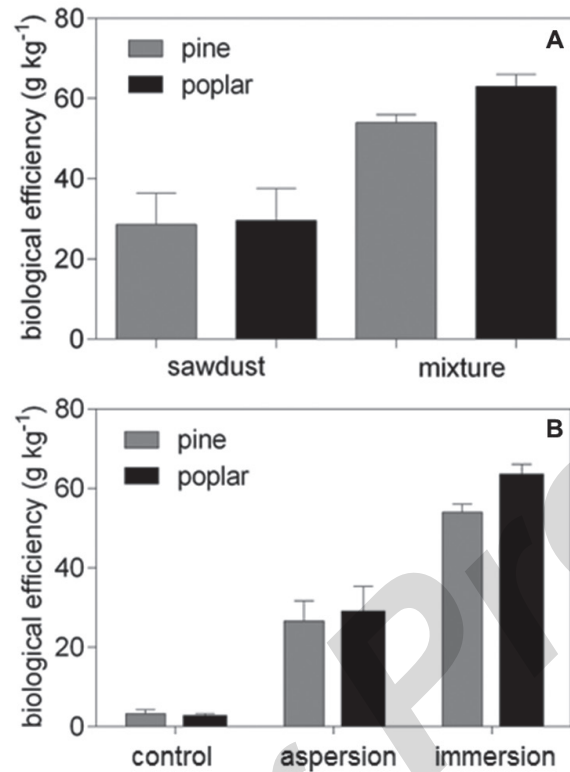 A
80
60
40
20
0
biological efficiency (g kg⁻¹)
pine
poplar
sawdust mixture
B
80
60
40
20
0
biological efficiency (g kg⁻¹)
pine
poplar
control aspersion immersion
Pr